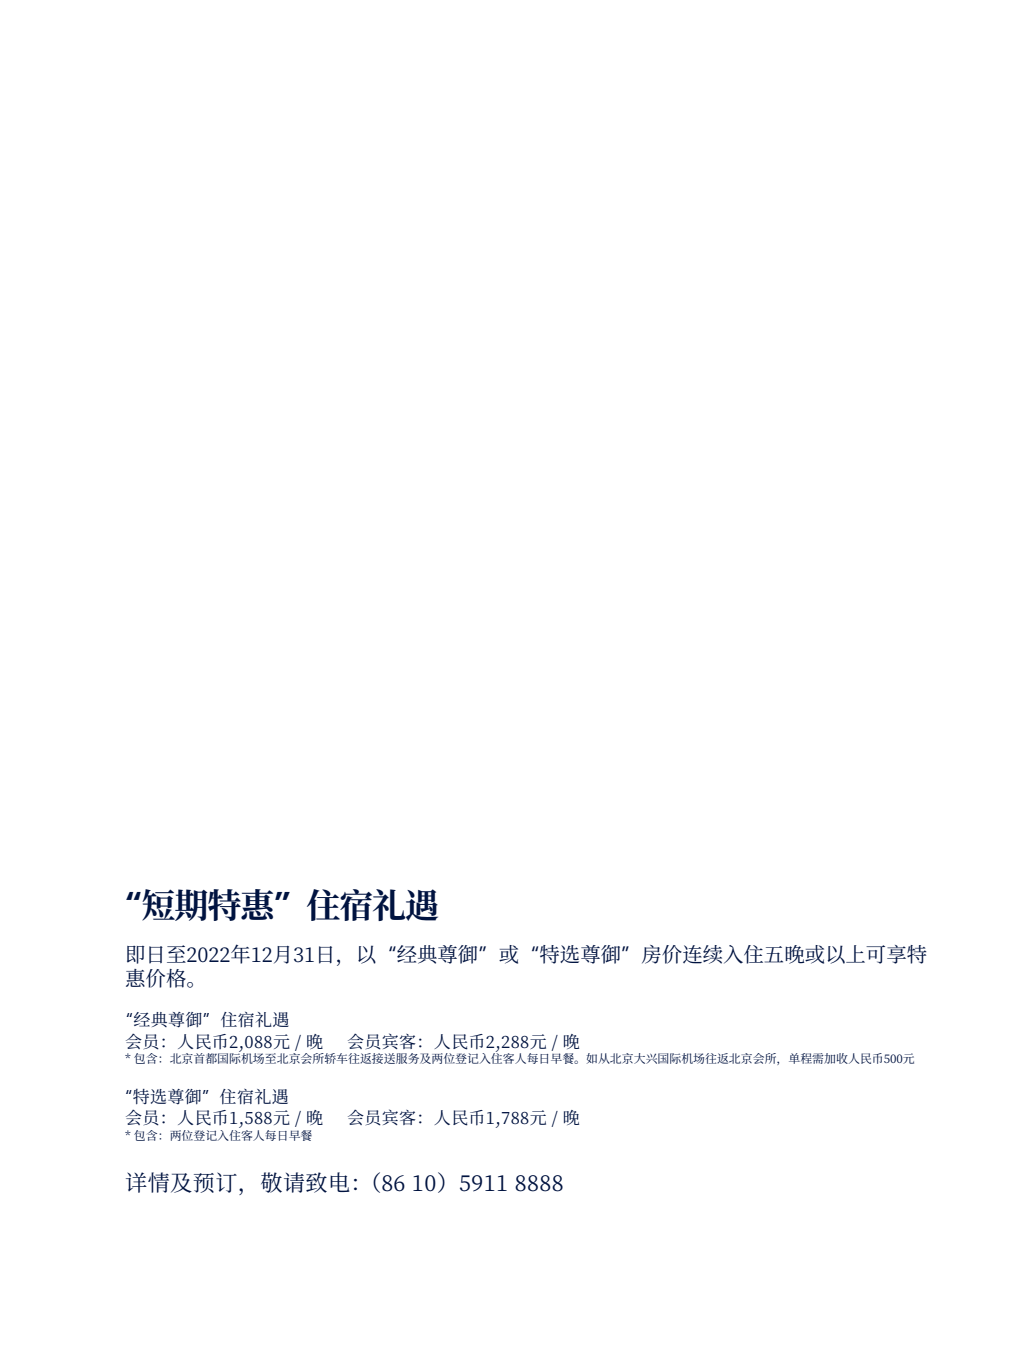 “短期特惠”住宿礼遇
即日至2022年12月31日，以“经典尊御”或“特选尊御”房价连续入住五晚或以上可享特
惠价格。
“经典尊御”住宿礼遇
会员：人民币2,088元 / 晚 会员宾客：人民币2,288元 / 晚
* 包含：北京首都国际机场至北京会所轿车往返接送服务及两位登记入住客人每日早餐。如从北京大兴国际机场往返北京会所，单程需加收人民币500元
“特选尊御”住宿礼遇
会员：人民币1,588元 / 晚 会员宾客：人民币1,788元 / 晚
* 包含：两位登记入住客人每日早餐
详情及预订，敬请致电：（86 10）5911 8888